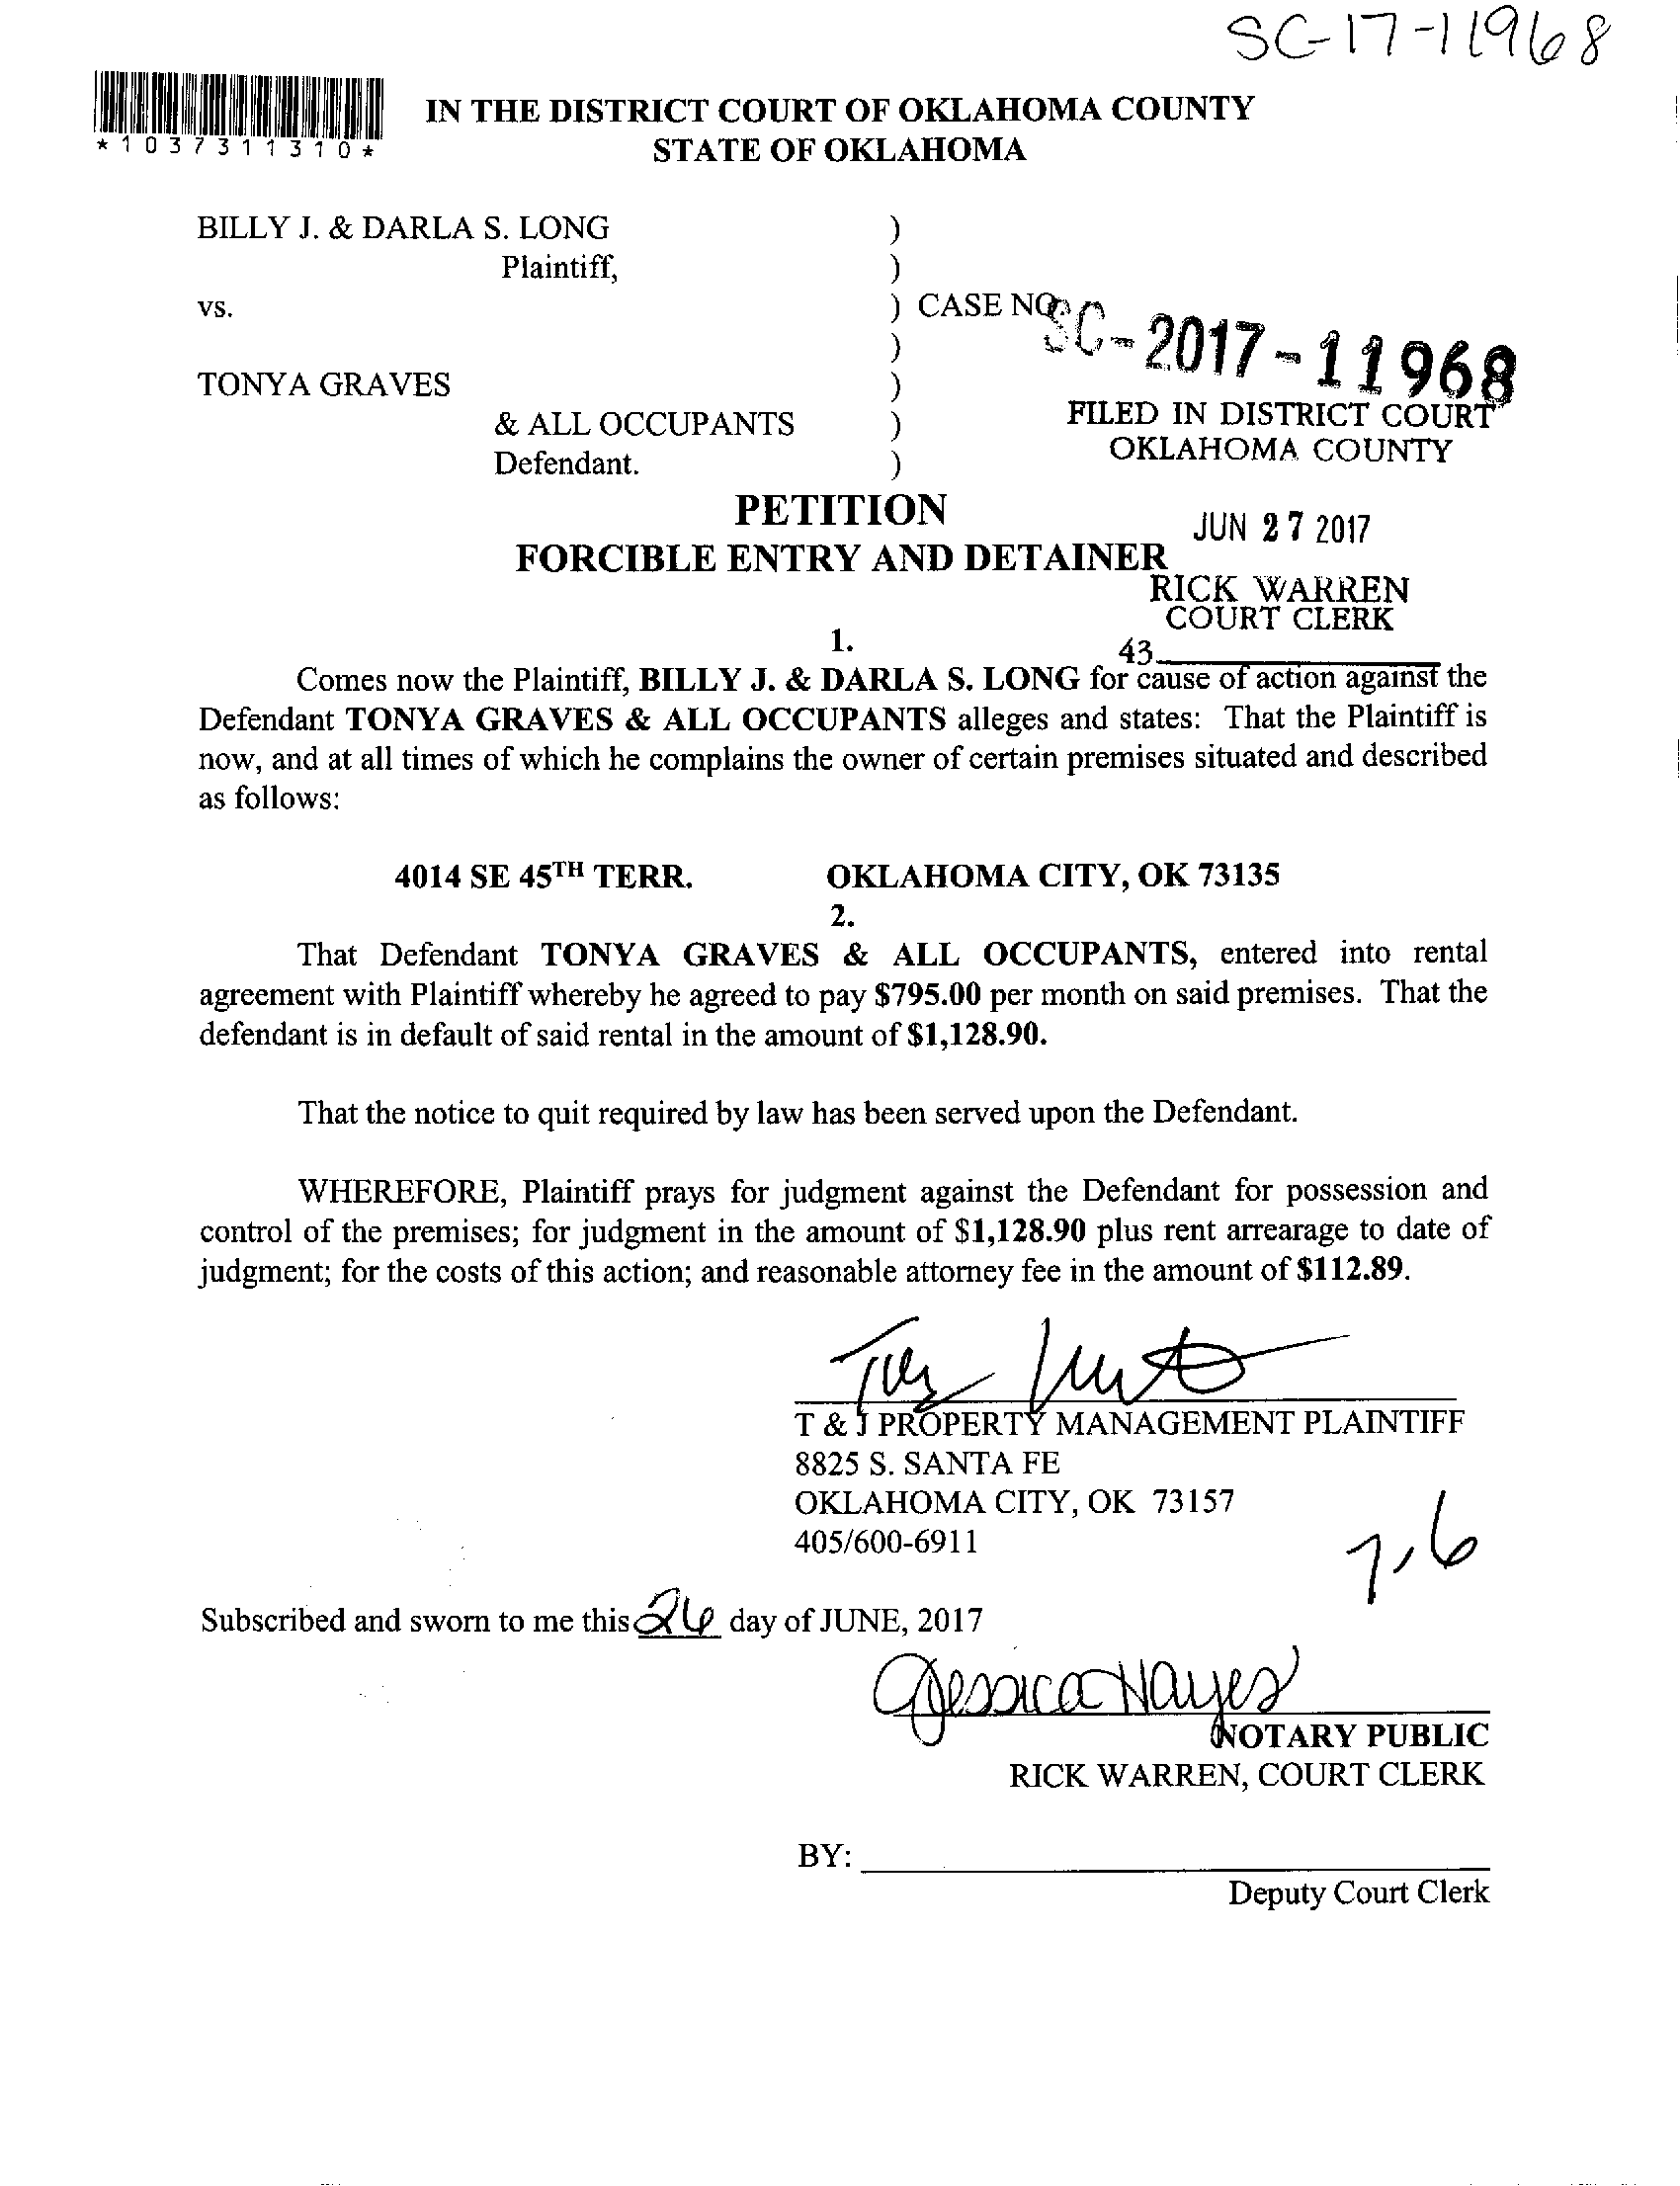 SC-17-11968
*1037311310*
IN THE DISTRICT COURT OF OKLAHOMA COUNTY
STATE OF OKLAHOMA
BILLY J. & DARLA S. LONG )
Plaintiff, )
vs. ) CASE NO.
SC-2017-11968
)
TONYA GRAVES )
& ALL OCCUPANTS )
Defendant. )
FILED IN DISTRICT COURT
OKLAHOMA COUNTY
PETITION
JUN 27 2017
FORCIBLE ENTRY AND DETAINER
RICK WARREN
COURT CLERK
1.
43
Comes now the Plaintiff, BILLY J. & DARLA S. LONG for cause of action against the
Defendant TONYA GRAVES & ALL OCCUPANTS alleges and states: That the Plaintiff is
now, and at all times of which he complains the owner of certain premises situated and described
as follows:
4014 SE 45TH TERR. OKLAHOMA CITY, OK 73135
2.
That Defendant TONYA GRAVES & ALL OCCUPANTS, entered into rental
agreement with Plaintiff whereby he agreed to pay $795.00 per month on said premises. That the
defendant is in default of said rental in the amount of $1,128.90.
That the notice to quit required by law has been served upon the Defendant.
WHEREFORE, Plaintiff prays for judgment against the Defendant for possession and
control of the premises; for judgment in the amount of $1,128.90 plus rent arrearage to date of
judgment; for the costs of this action; and reasonable attorney fee in the amount of $112.89.
T & J PROPERTY MANAGEMENT PLAINTIFF
8825 S. SANTA FE
OKLAHOMA CITY, OK 73157
405/600-6911
7.6
Subscribed and sworn to me this 26 day of JUNE, 2017
Jessica Hayes
NOTARY PUBLIC
RICK WARREN, COURT CLERK
BY:
Deputy Court Clerk